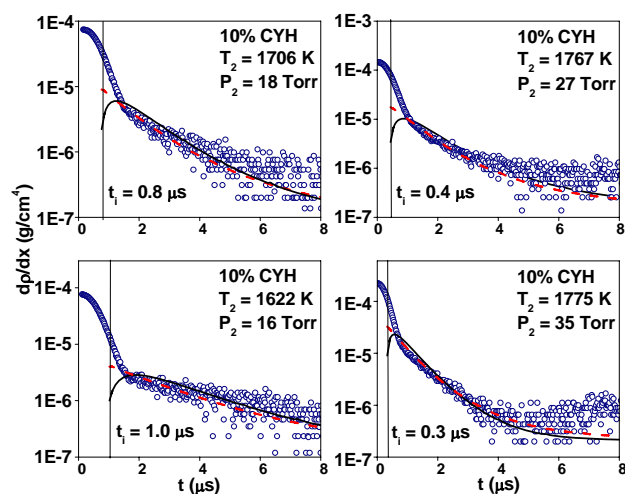 1E-4
1E-5
1E-6
1E-7
10% CYH
T₂ = 1706 K
P₂ = 18 Torr
tᵢ = 0.8 μs
0 2 4 6 8
1E-3
1E-4
1E-5
1E-6
1E-7
10% CYH
T₂ = 1767 K
P₂ = 27 Torr
tᵢ = 0.4 μs
0 2 4 6 8
dρ/dx (g/cm⁴)
1E-4
1E-5
1E-6
1E-7
10% CYH
T₂ = 1622 K
P₂ = 16 Torr
tᵢ = 1.0 μs
0 2 4 6 8
t (μs)
1E-4
1E-5
1E-6
1E-7
10% CYH
T₂ = 1775 K
P₂ = 35 Torr
tᵢ = 0.3 μs
0 2 4 6 8
t (μs)